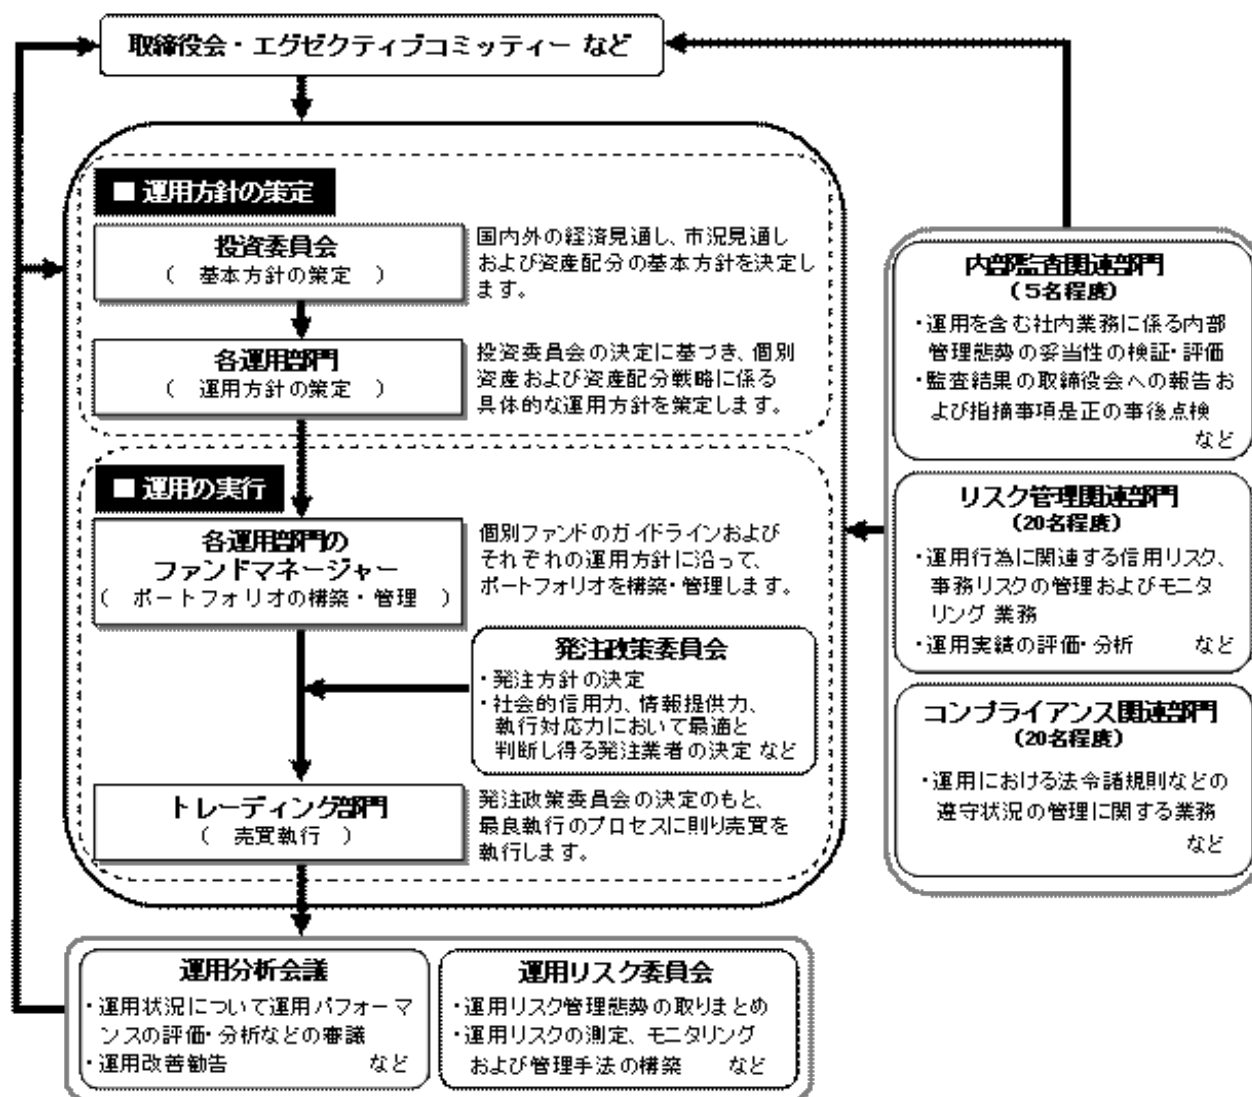 取締役会・エグゼクティブコミッティー など
■ 運用方針の策定
投資委員会
（ 基本方針の策定 ）
国内外の経済見通し、市況見通し
および資産配分の基本方針を決定し
ます。
各運用部門
（ 運用方針の策定 ）
投資委員会の決定に基づき、個別
資産および資産配分戦略に係る
具体的な運用方針を策定します。
■ 運用の実行
各運用部門の
ファンドマネージャー
（ ポートフォリオの構築・管理 ）
個別ファンドのガイドラインおよび
それぞれの運用方針に沿って、
ポートフォリオを構築・管理します。
発注政策委員会
・発注方針の決定
・社会的信用力、情報提供力、
執行対応力において最適と
判断し得る発注業者の決定 など
トレーディング部門
（ 売買執行 ）
発注政策委員会の決定のもと、
最良執行のプロセスに則り売買を
執行します。
運用分析会議
・運用状況について運用パフォーマ
ンスの評価・分析などの審議
・運用改善勧告 など
運用リスク委員会
・運用リスク管理態勢の取りまとめ
・運用リスクの測定、モニタリング
および管理手法の構築 など
内部監査関連部門
（５名程度）
・運用を含む社内業務に係る内部
管理態勢の妥当性の検証・評価
・監査結果の取締役会への報告お
よび指摘事項是正の事後点検
など
リスク管理関連部門
（20名程度）
・運用行為に関連する信用リスク、
事務リスクの管理およびモニタ
リング 業務
・運用実績の評価・分析 など
コンプライアンス関連部門
（20名程度）
・運用における法令諸規則などの
遵守状況の管理に関する業務
など